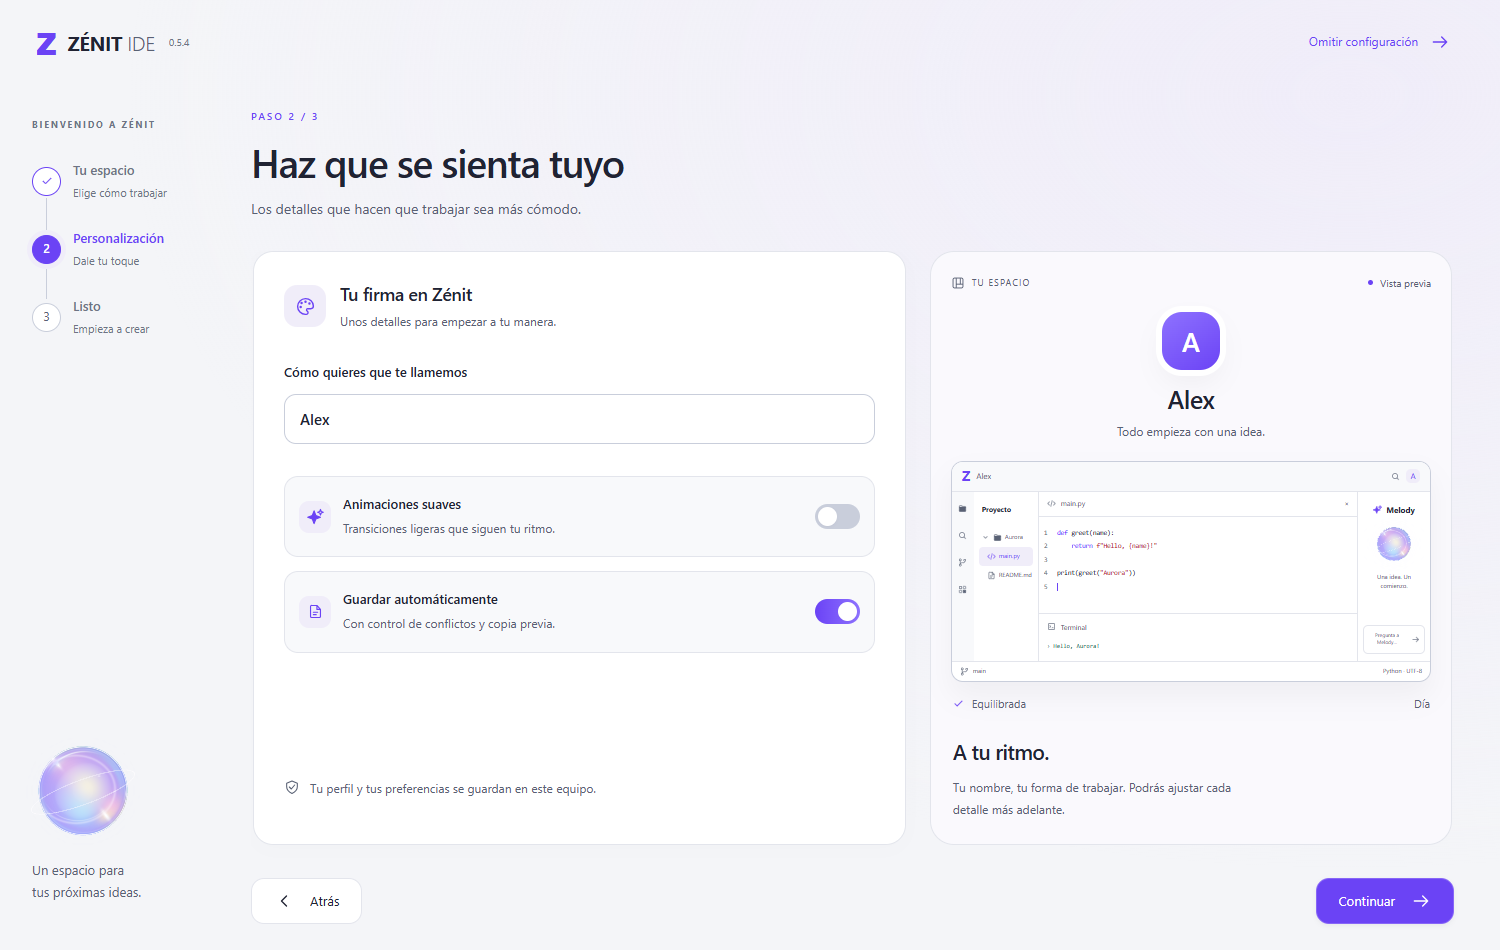 Z ZÉNIT IDE 0.5.4
Omitir configuración
BIENVENIDO A ZÉNIT
Tu espacio
Elige cómo trabajar
2 Personalización
Dale tu toque
3 Listo
Empieza a crear
Un espacio para
tus próximas ideas.
PASO 2 / 3
Haz que se sienta tuyo
Los detalles que hacen que trabajar sea más cómodo.
Tu firma en Zénit
Unos detalles para empezar a tu manera.
Cómo quieres que te llamemos
Alex
Animaciones suaves
Transiciones ligeras que siguen tu ritmo.
Guardar automáticamente
Con control de conflictos y copia previa.
Tu perfil y tus preferencias se guardan en este equipo.
TU ESPACIO
Vista previa
A
Alex
Todo empieza con una idea.
Z Alex
A
Proyecto
Aurora
main.py
README.md
main.py
1 def greet(name):
2 return f"Hello, {name}!"
3
4 print(greet("Aurora"))
5
Terminal
› Hello, Aurora!
Melody
Una idea. Un
comienzo.
Pregunta a
Melody...
main
Python · UTF-8
Equilibrada
Día
A tu ritmo.
Tu nombre, tu forma de trabajar. Podrás ajustar cada
detalle más adelante.
Atrás
Continuar